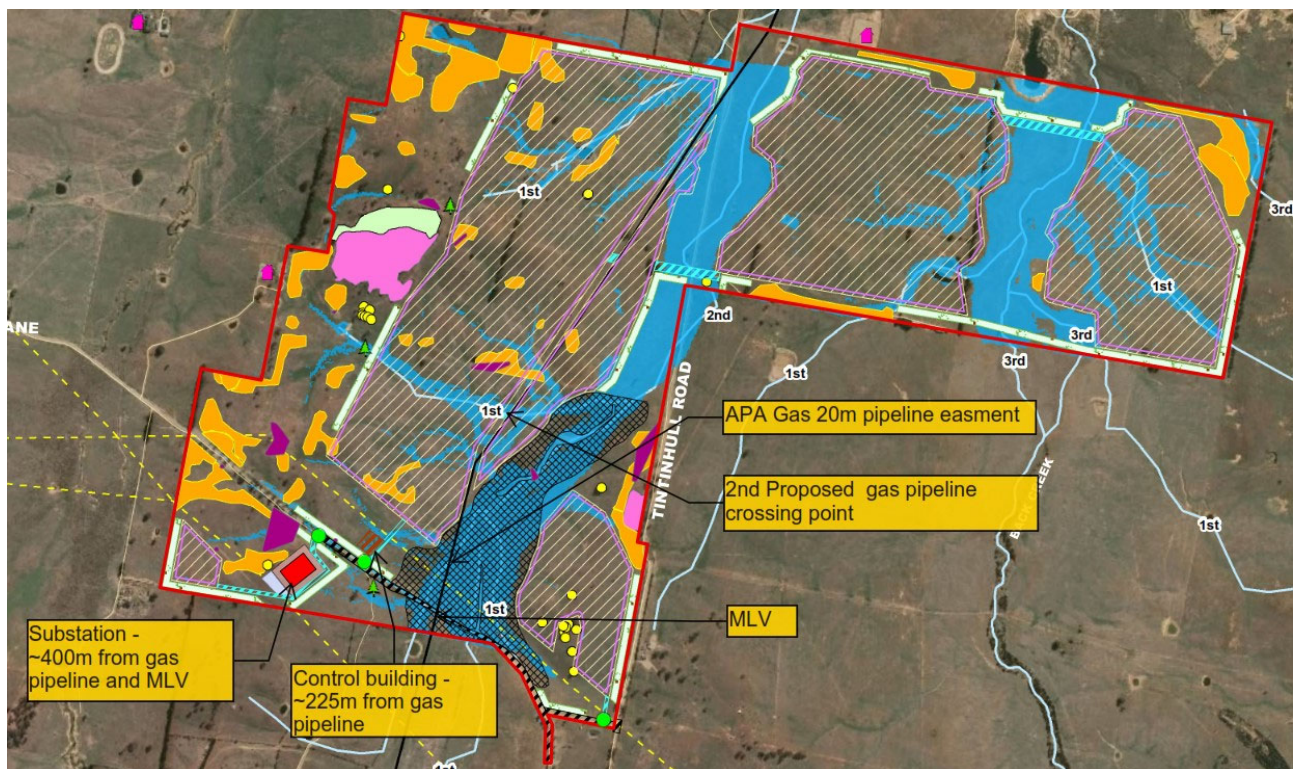 1st
3rd
1st
2nd
3rd
3rd
1st
ANE
1st
TINTINHULL ROAD
APA Gas 20m pipeline easment
2nd Proposed gas pipeline
crossing point
BACK CREEK
1st
1st
MLV
Substation -
~400m from gas
pipeline and MLV
Control building -
~225m from gas
pipeline